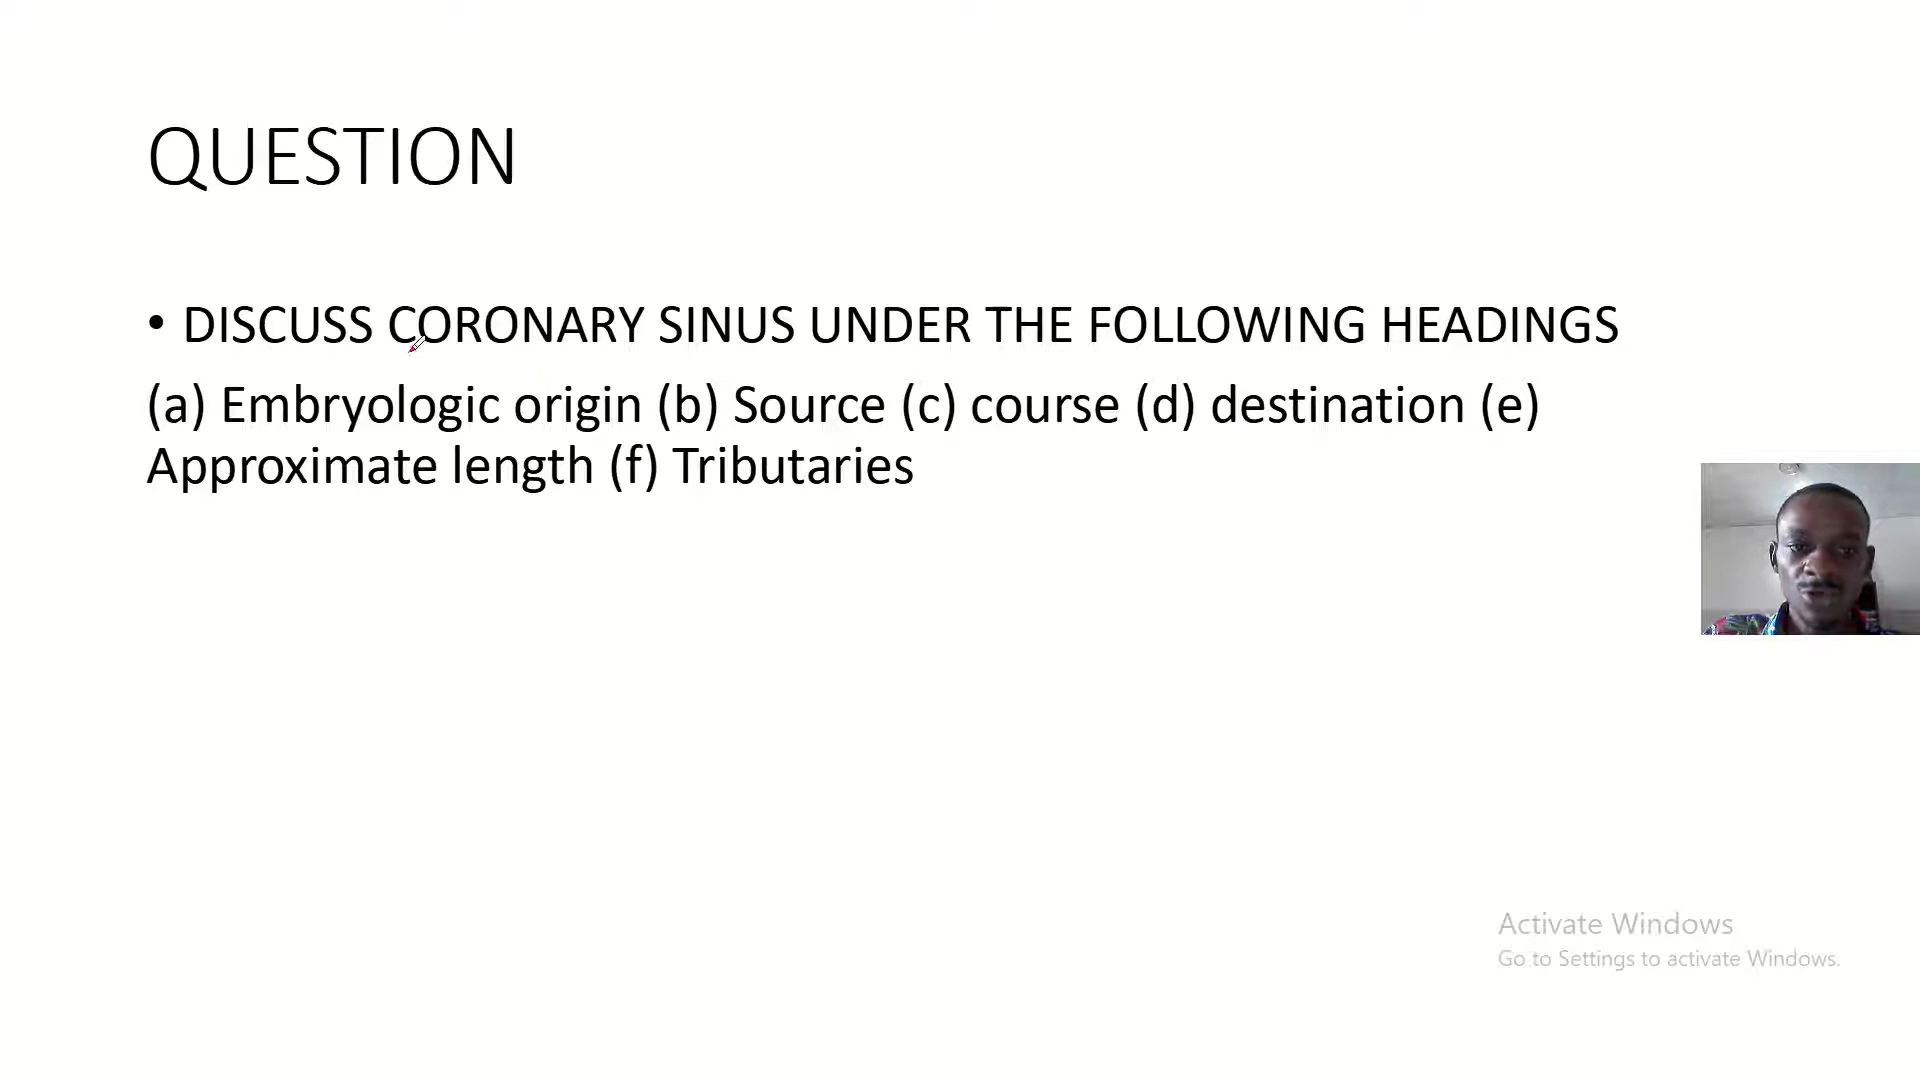 QUESTION
• DISCUSS CORONARY SINUS UNDER THE FOLLOWING HEADINGS
(a) Embryologic origin (b) Source (c) course (d) destination (e)
Approximate length (f) Tributaries
Activate Windows
Go to Settings to activate Windows.